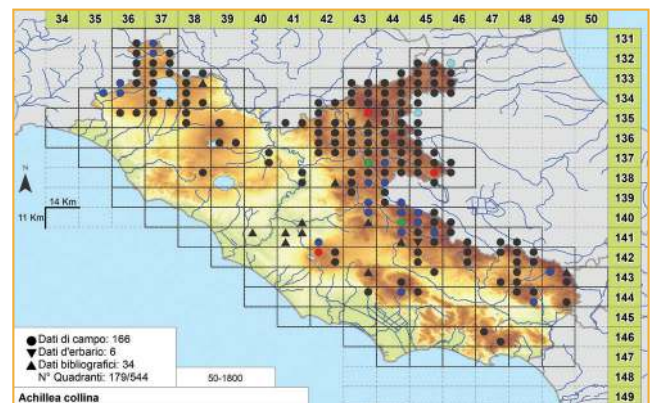 34 35 36 37 38 39 40 41 42 43 44 45 46 47 48 49 50
131
132
133
134
135
136
137
138
139
140
141
142
143
144
145
146
147
148
149
N
14 Km
11 Km
Dati di campo: 166
Dati d'erbario: 6
Dati bibliografici: 34
N° Quadranti: 179/544
50-1800
Achillea collina